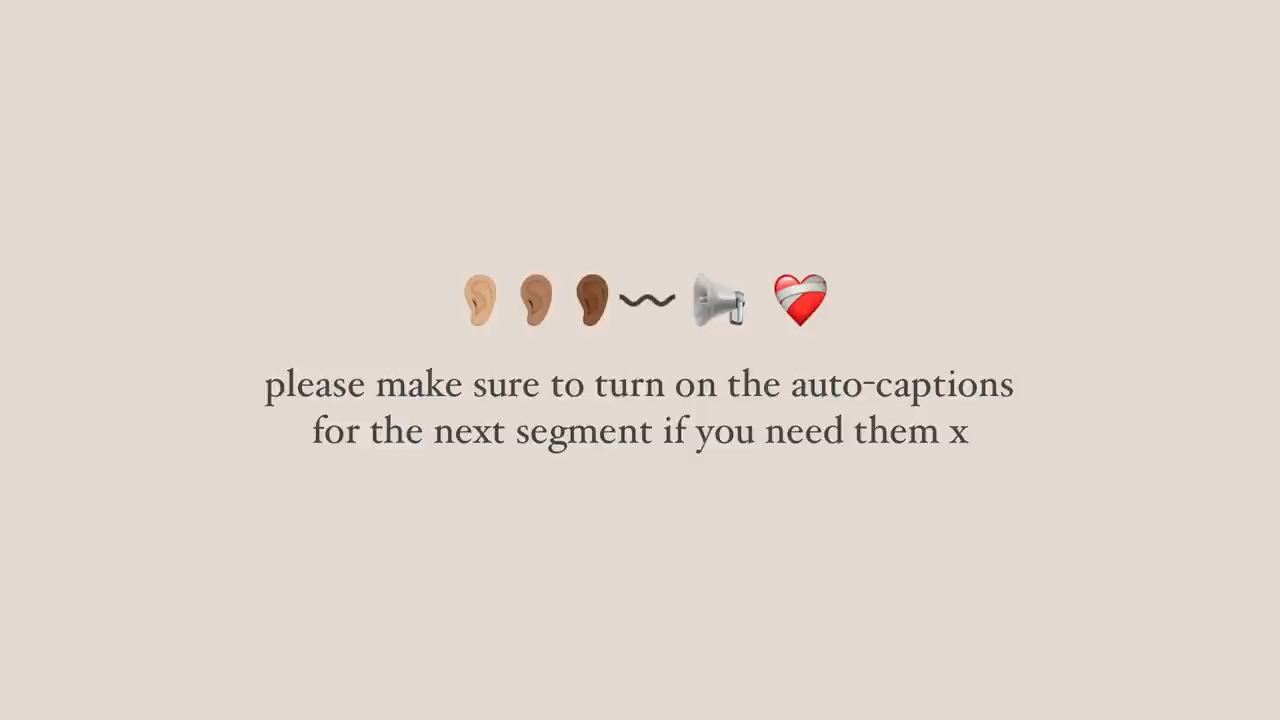 please make sure to turn on the auto-captions
for the next segment if you need them x